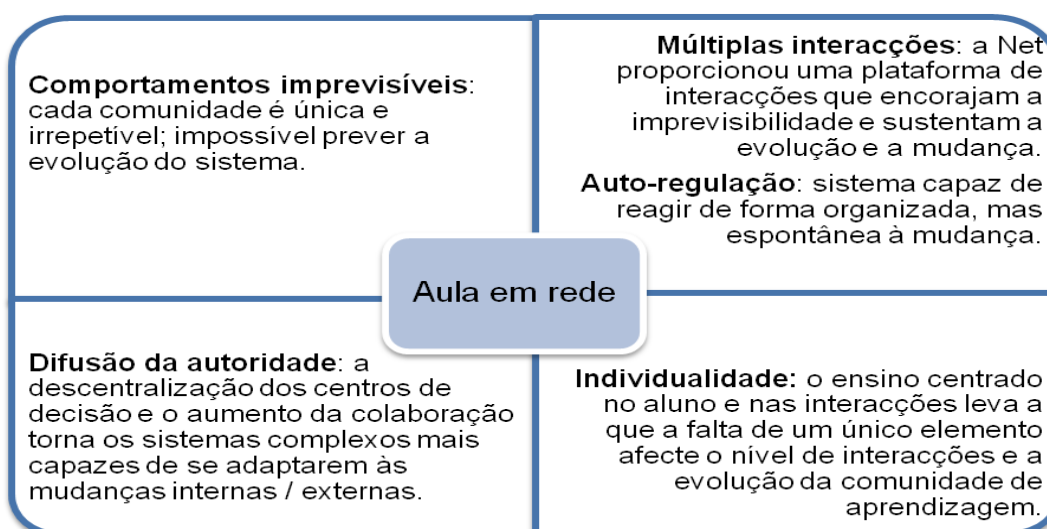 Comportamentos imprevisíveis:
cada comunidade é única e
irrepetível; impossível prever a
evolução do sistema.
Múltiplas interacções: a Net
proporcionou uma plataforma de
interacções que encorajam a
imprevisibilidade e sustentam a
evolução e a mudança.
Auto-regulação: sistema capaz de
reagir de forma organizada, mas
espontânea à mudança.
Aula em rede
Difusão da autoridade: a
descentralização dos centros de
decisão e o aumento da colaboração
torna os sistemas complexos mais
capazes de se adaptarem às
mudanças internas / externas.
Individualidade: o ensino centrado
no aluno e nas interacções leva a
que a falta de um único elemento
afecte o nível de interacções e a
evolução da comunidade de
aprendizagem.